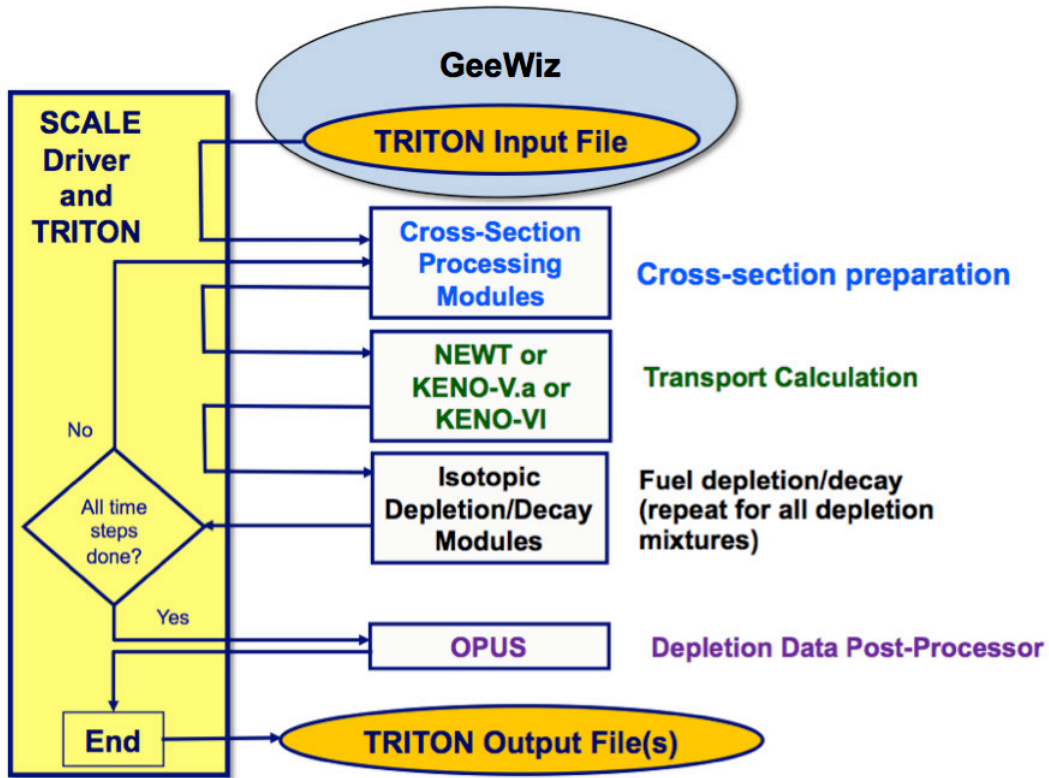 GeeWiz
TRITON Input File
SCALE
Driver
and
TRITON
Cross-Section
Processing
Modules
Cross-section preparation
NEWT or
KENO-V.a or
KENO-VI
Transport Calculation
No
All time
steps
done?
Isotopic
Depletion/Decay
Modules
Fuel depletion/decay
(repeat for all depletion
mixtures)
Yes
OPUS
Depletion Data Post-Processor
End
TRITON Output File(s)